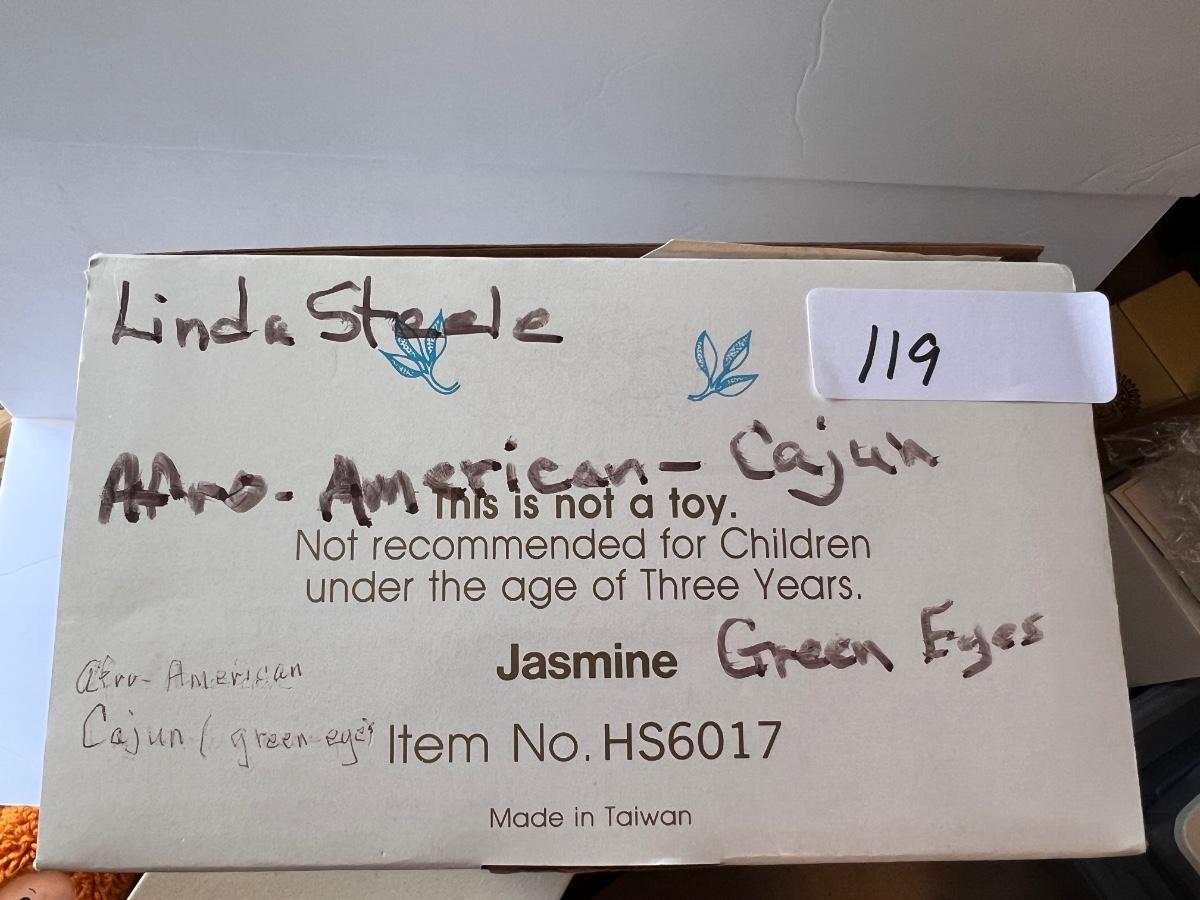 Linda Steele
119
Afro-American-Cajun
This is not a toy.
Not recommended for Children
under the age of Three Years.
Jasmine Green Eyes
afro-American
Cajun / green eyes
Item No. HS6017
Made in Taiwan